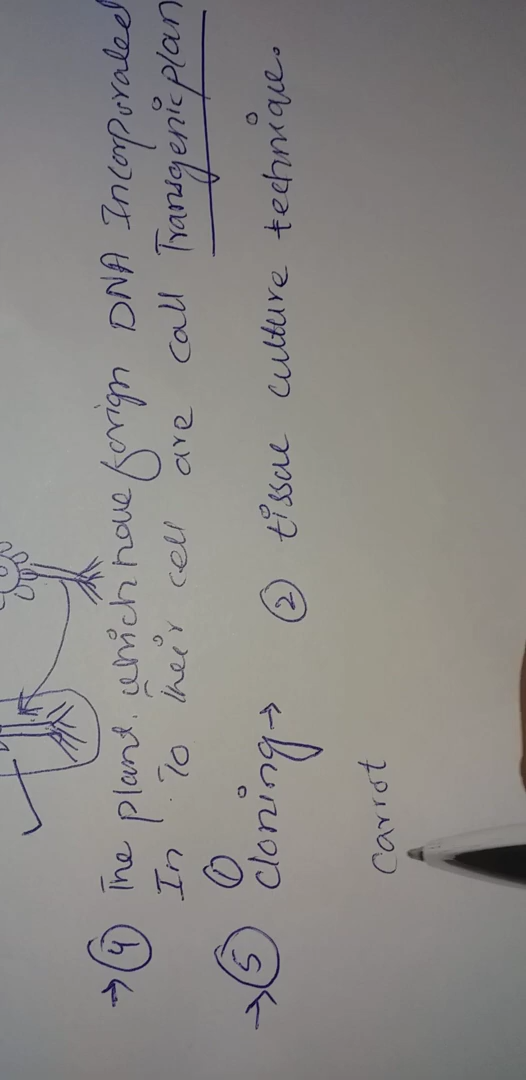 → ④ The plant. which have forign DNA Incorporated
In To their cell are call Transgenic plan
→ ⑤ ① cloning → ② tissue culture technique.
carrot